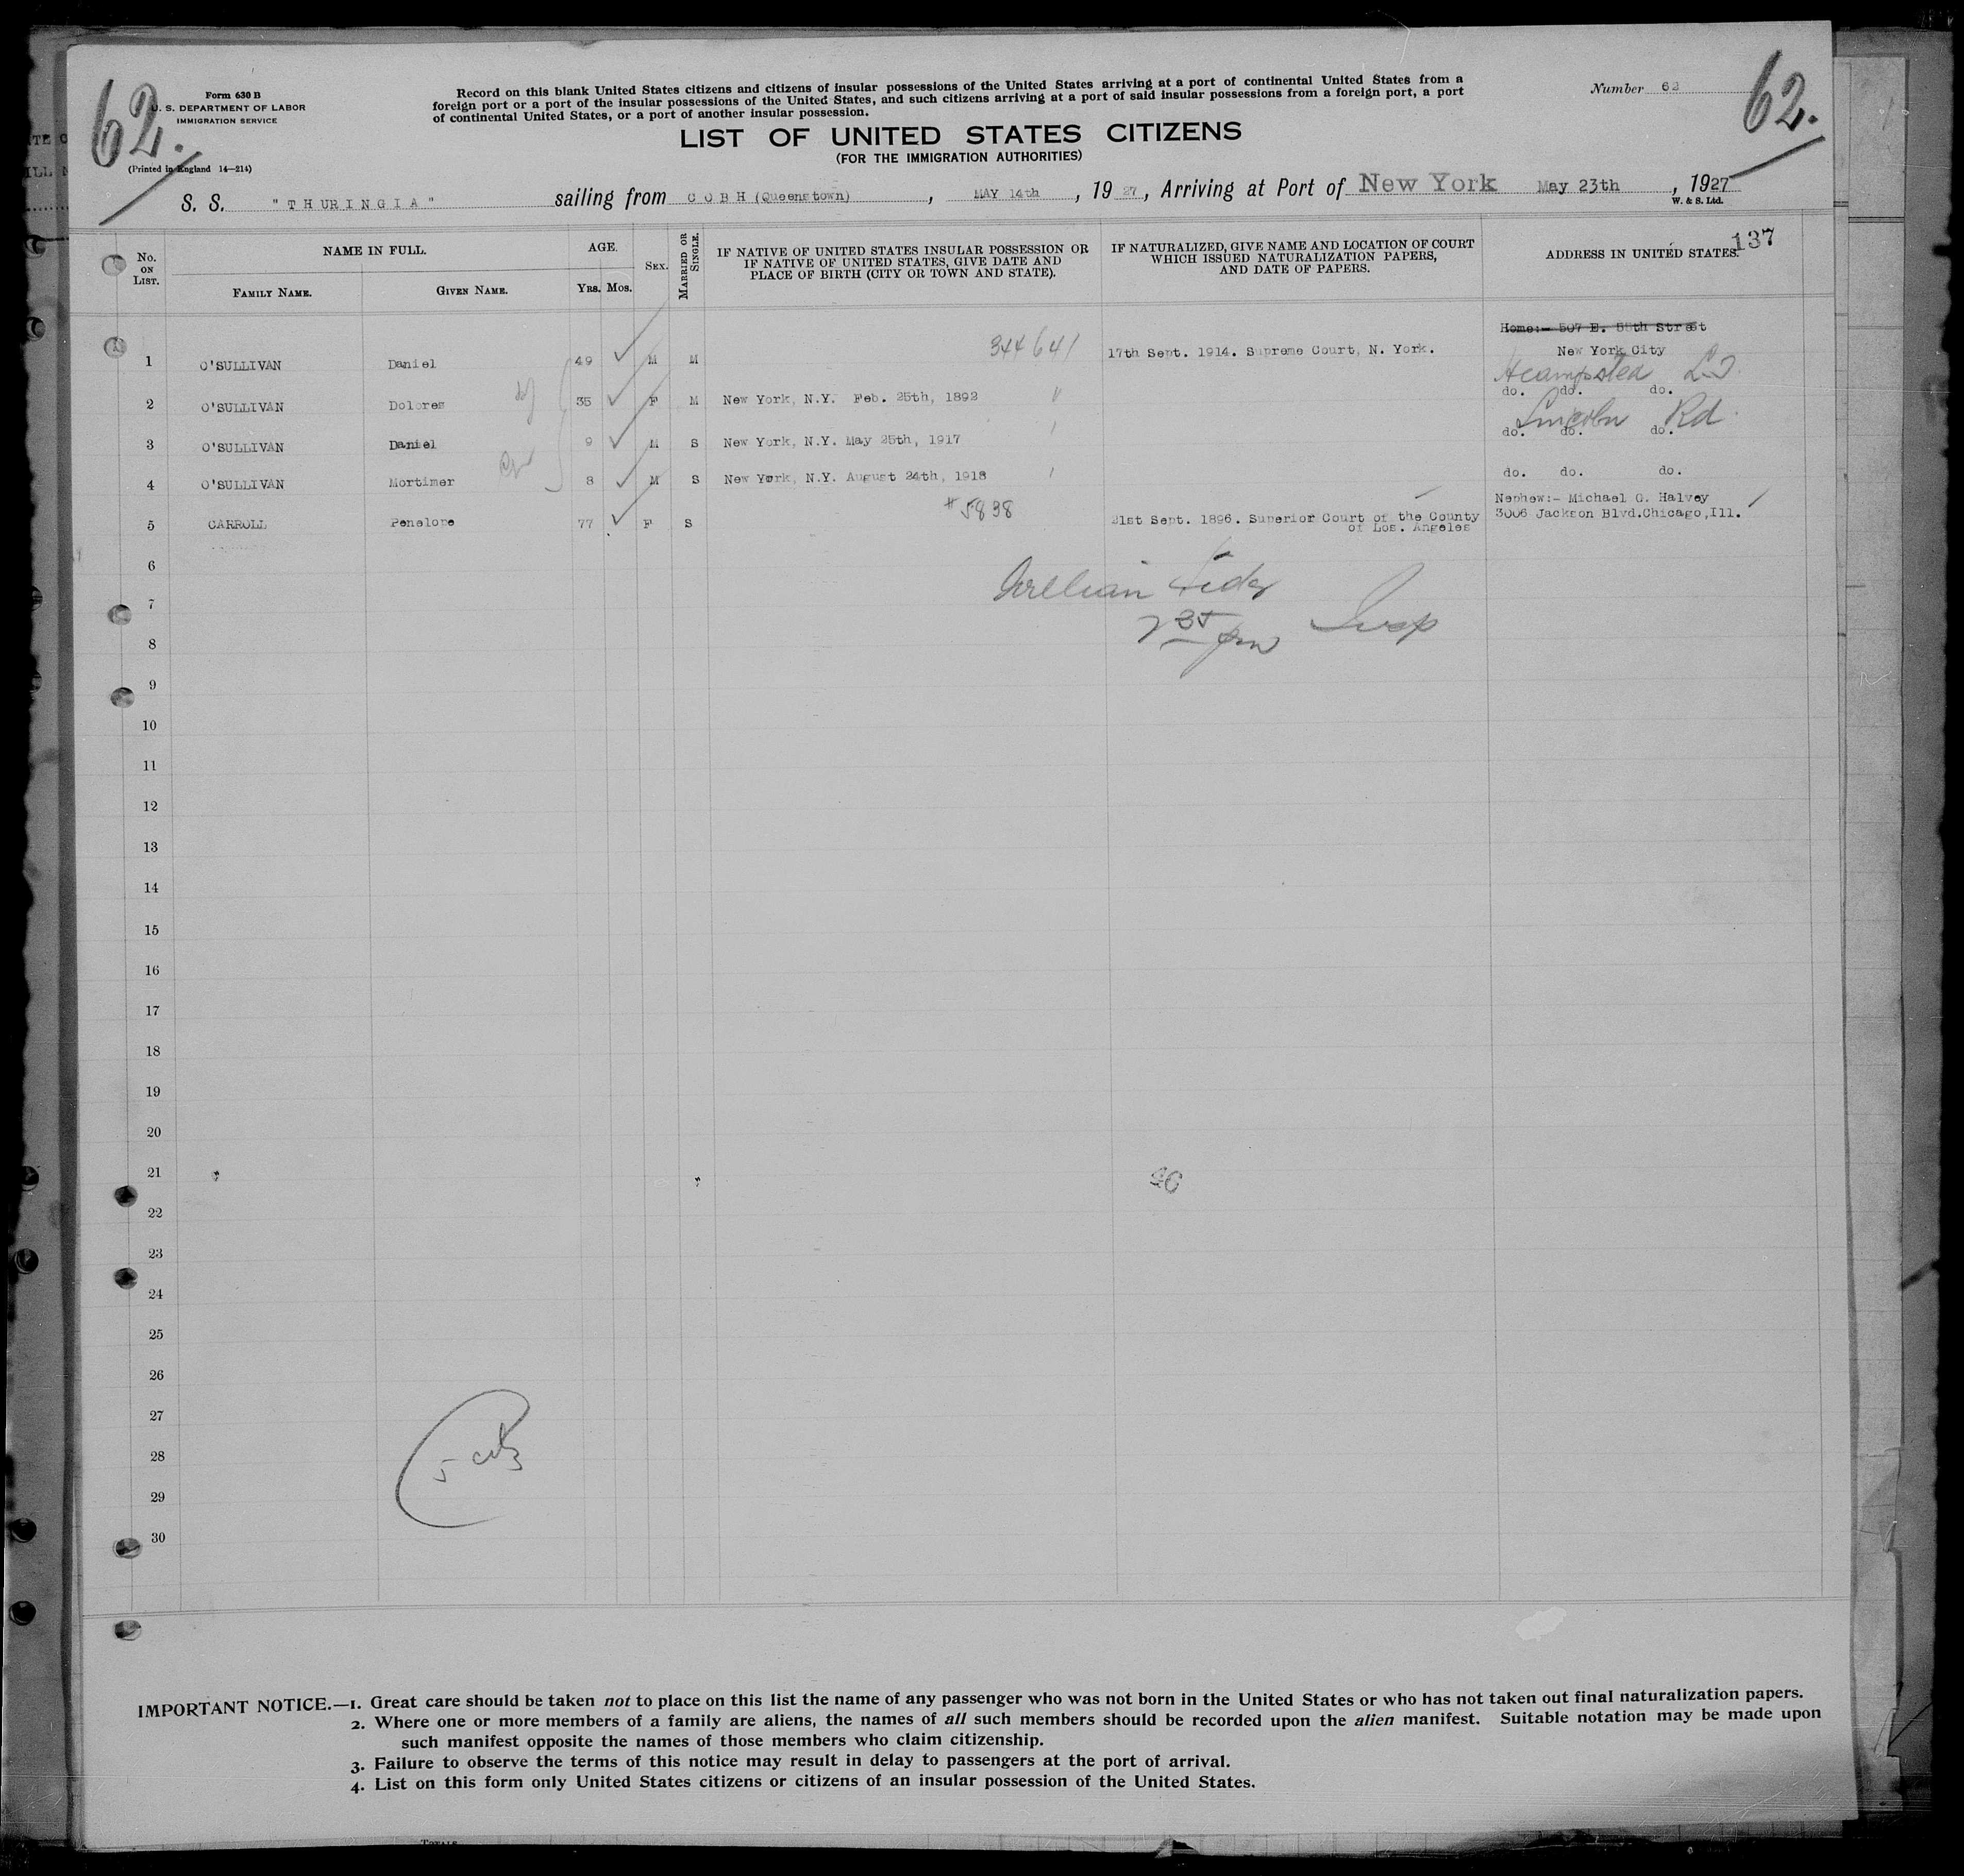 62.
Form 630 B
U. S. DEPARTMENT OF LABOR
IMMIGRATION SERVICE
(Printed in England 14—214)
Record on this blank United States citizens and citizens of insular possessions of the United States arriving at a port of continental United States from a
foreign port or a port of the insular possessions of the United States, and such citizens arriving at a port of said insular possessions from a foreign port, a port
of continental United States, or a port of another insular possession.
Number 62
62.
LIST OF UNITED STATES CITIZENS
(FOR THE IMMIGRATION AUTHORITIES)
S. S. "THURINGIA" sailing from COBH (Queenstown), MAY 14th, 1927, Arriving at Port of New York May 23th, 1927
W. & S. Ltd.
137
No. ON LIST.
NAME IN FULL.
FAMILY NAME.
GIVEN NAME.
AGE.
Yrs. Mos.
SEX.
MARRIED OR SINGLE.
IF NATIVE OF UNITED STATES INSULAR POSSESSION OR
IF NATIVE OF UNITED STATES, GIVE DATE AND
PLACE OF BIRTH (CITY OR TOWN AND STATE).
IF NATURALIZED, GIVE NAME AND LOCATION OF COURT
WHICH ISSUED NATURALIZATION PAPERS,
AND DATE OF PAPERS.
ADDRESS IN UNITED STATES.
Home:- 507 E. 55th Street
1 O'SULLIVAN Daniel 49 M M 344641 17th Sept. 1914. Supreme Court, N. York. New York City
L.I.
2 O'SULLIVAN Dolores 35 F M New York, N.Y. Feb. 25th, 1892 " do. do. do.
Lincoln Rd.
3 O'SULLIVAN Daniel 9 M S New York, N.Y. May 25th, 1917 do. do. do.
4 O'SULLIVAN Mortimer 8 M S New York, N.Y. August 24th, 1918 do. do. do.
#5838
Nephew:- Michael G. Halvey
5 CARROLL Penelope 77 F S 21st Sept. 1896. Superior Court of the County 3006 Jackson Blvd.Chicago,Ill.
of Los. Angeles
6
7
8
9
10
11
12
13
14
15
16
17
18
19
20
21
22
23
24
25
26
27
28
29
30
2 35 pm Insp
5 citz
IMPORTANT NOTICE.—1. Great care should be taken not to place on this list the name of any passenger who was not born in the United States or who has not taken out final naturalization papers.
2. Where one or more members of a family are aliens, the names of all such members should be recorded upon the alien manifest. Suitable notation may be made upon
such manifest opposite the names of those members who claim citizenship.
3. Failure to observe the terms of this notice may result in delay to passengers at the port of arrival.
4. List on this form only United States citizens or citizens of an insular possession of the United States.